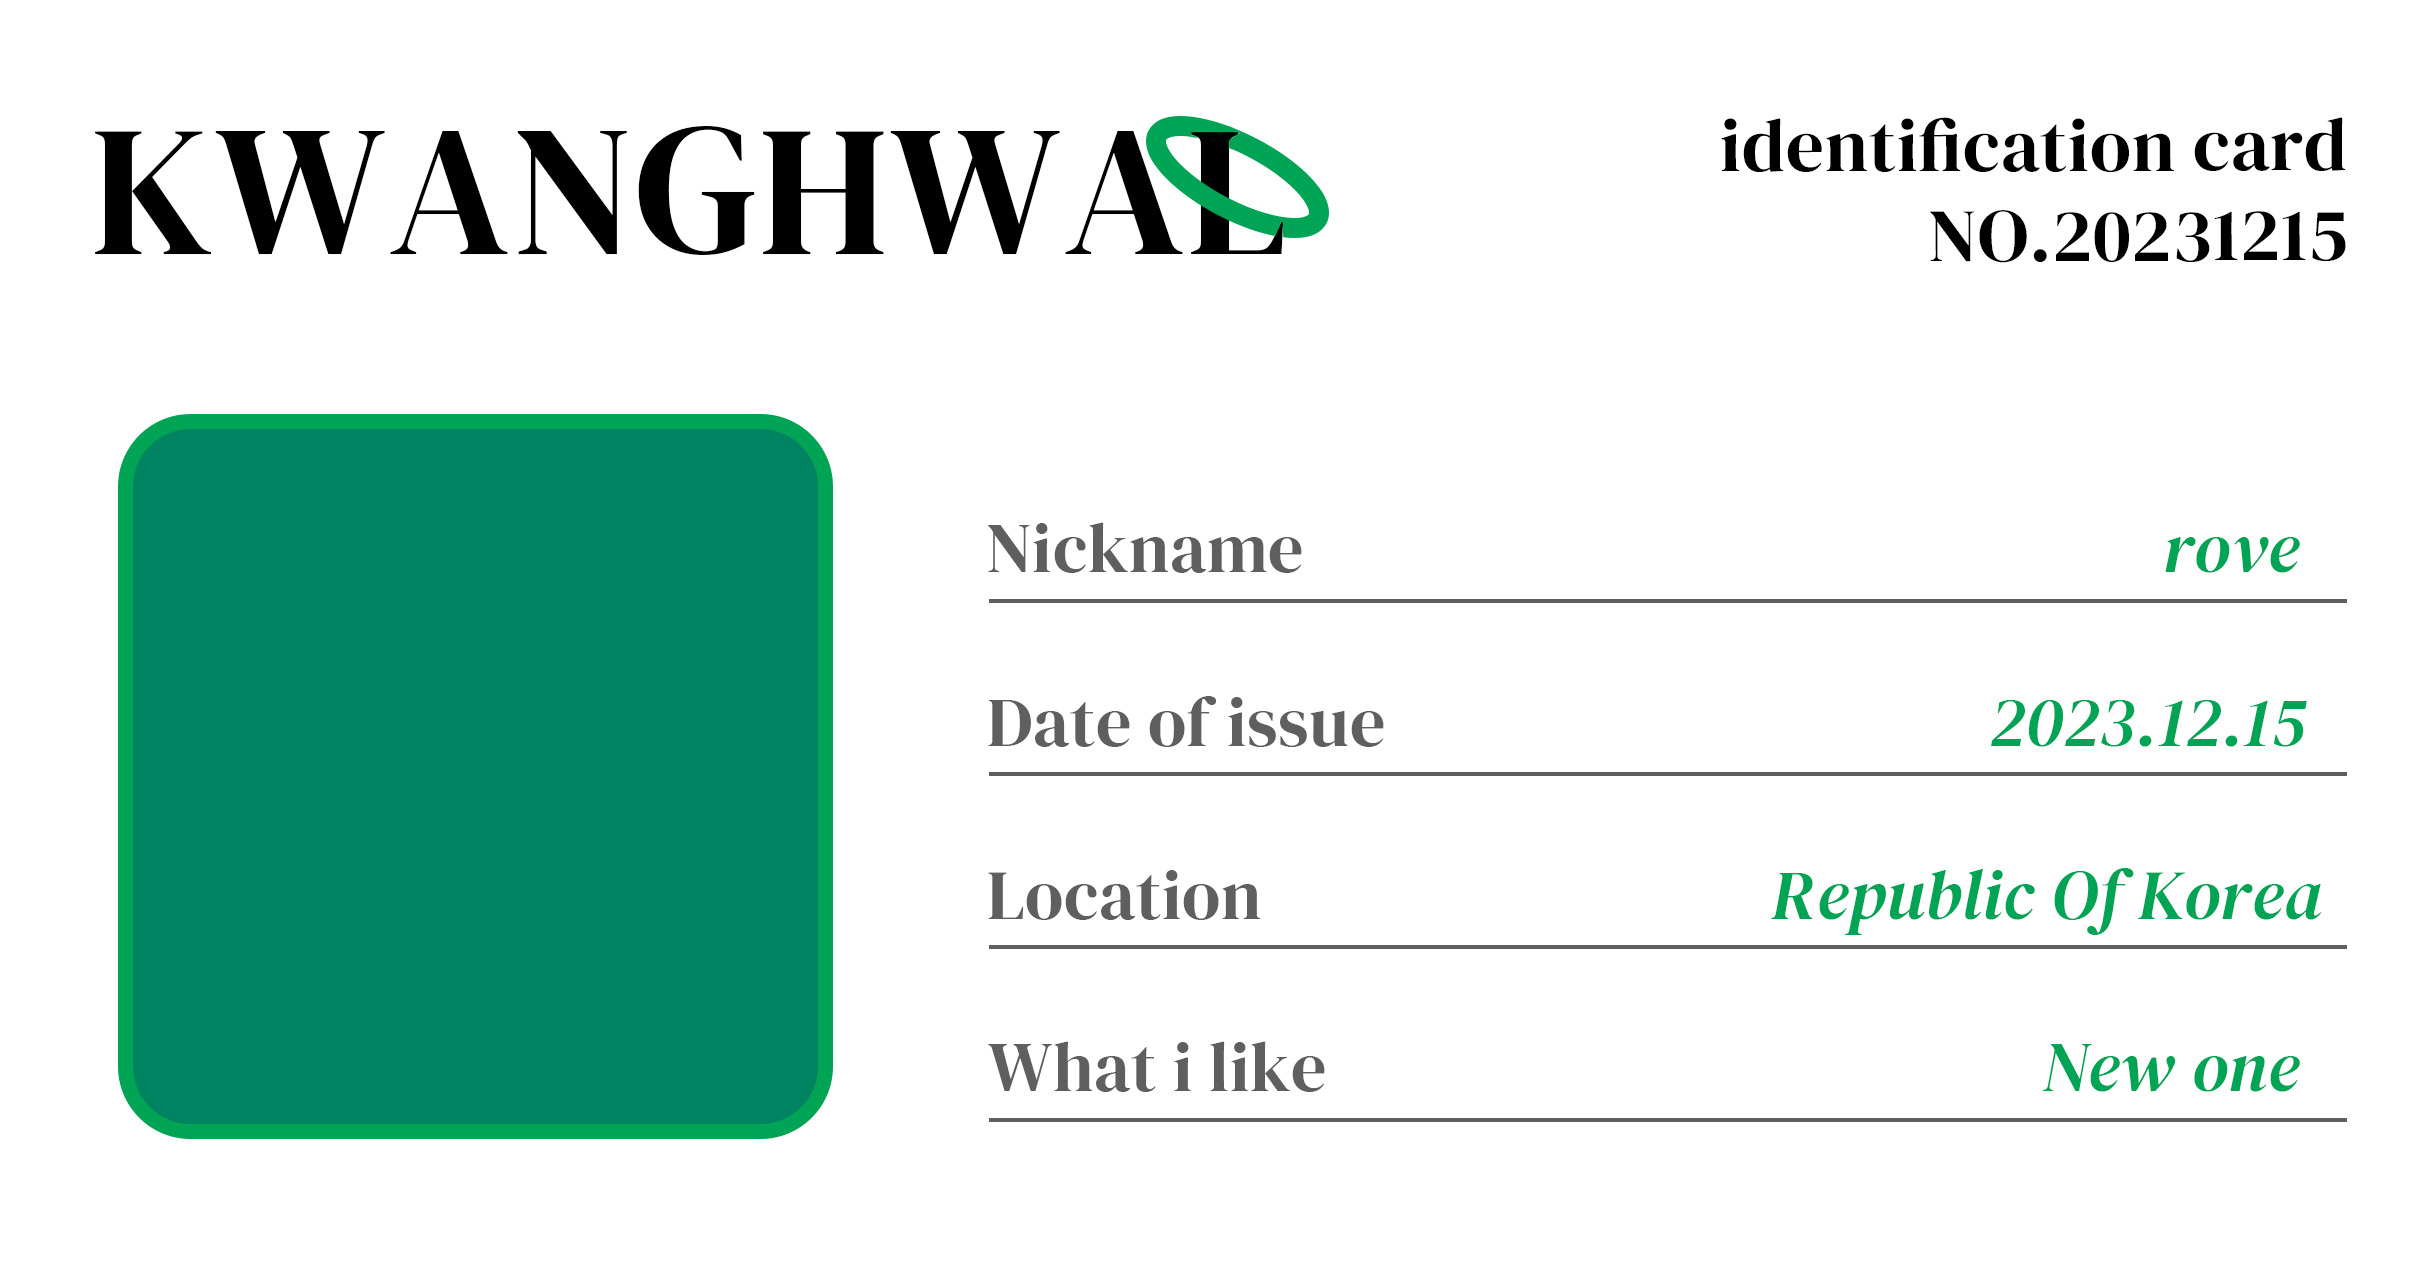 KWANGHWAL
identification card
NO.20231215
Nickname rove
Date of issue 2023.12.15
Location Republic Of Korea
What i like New one